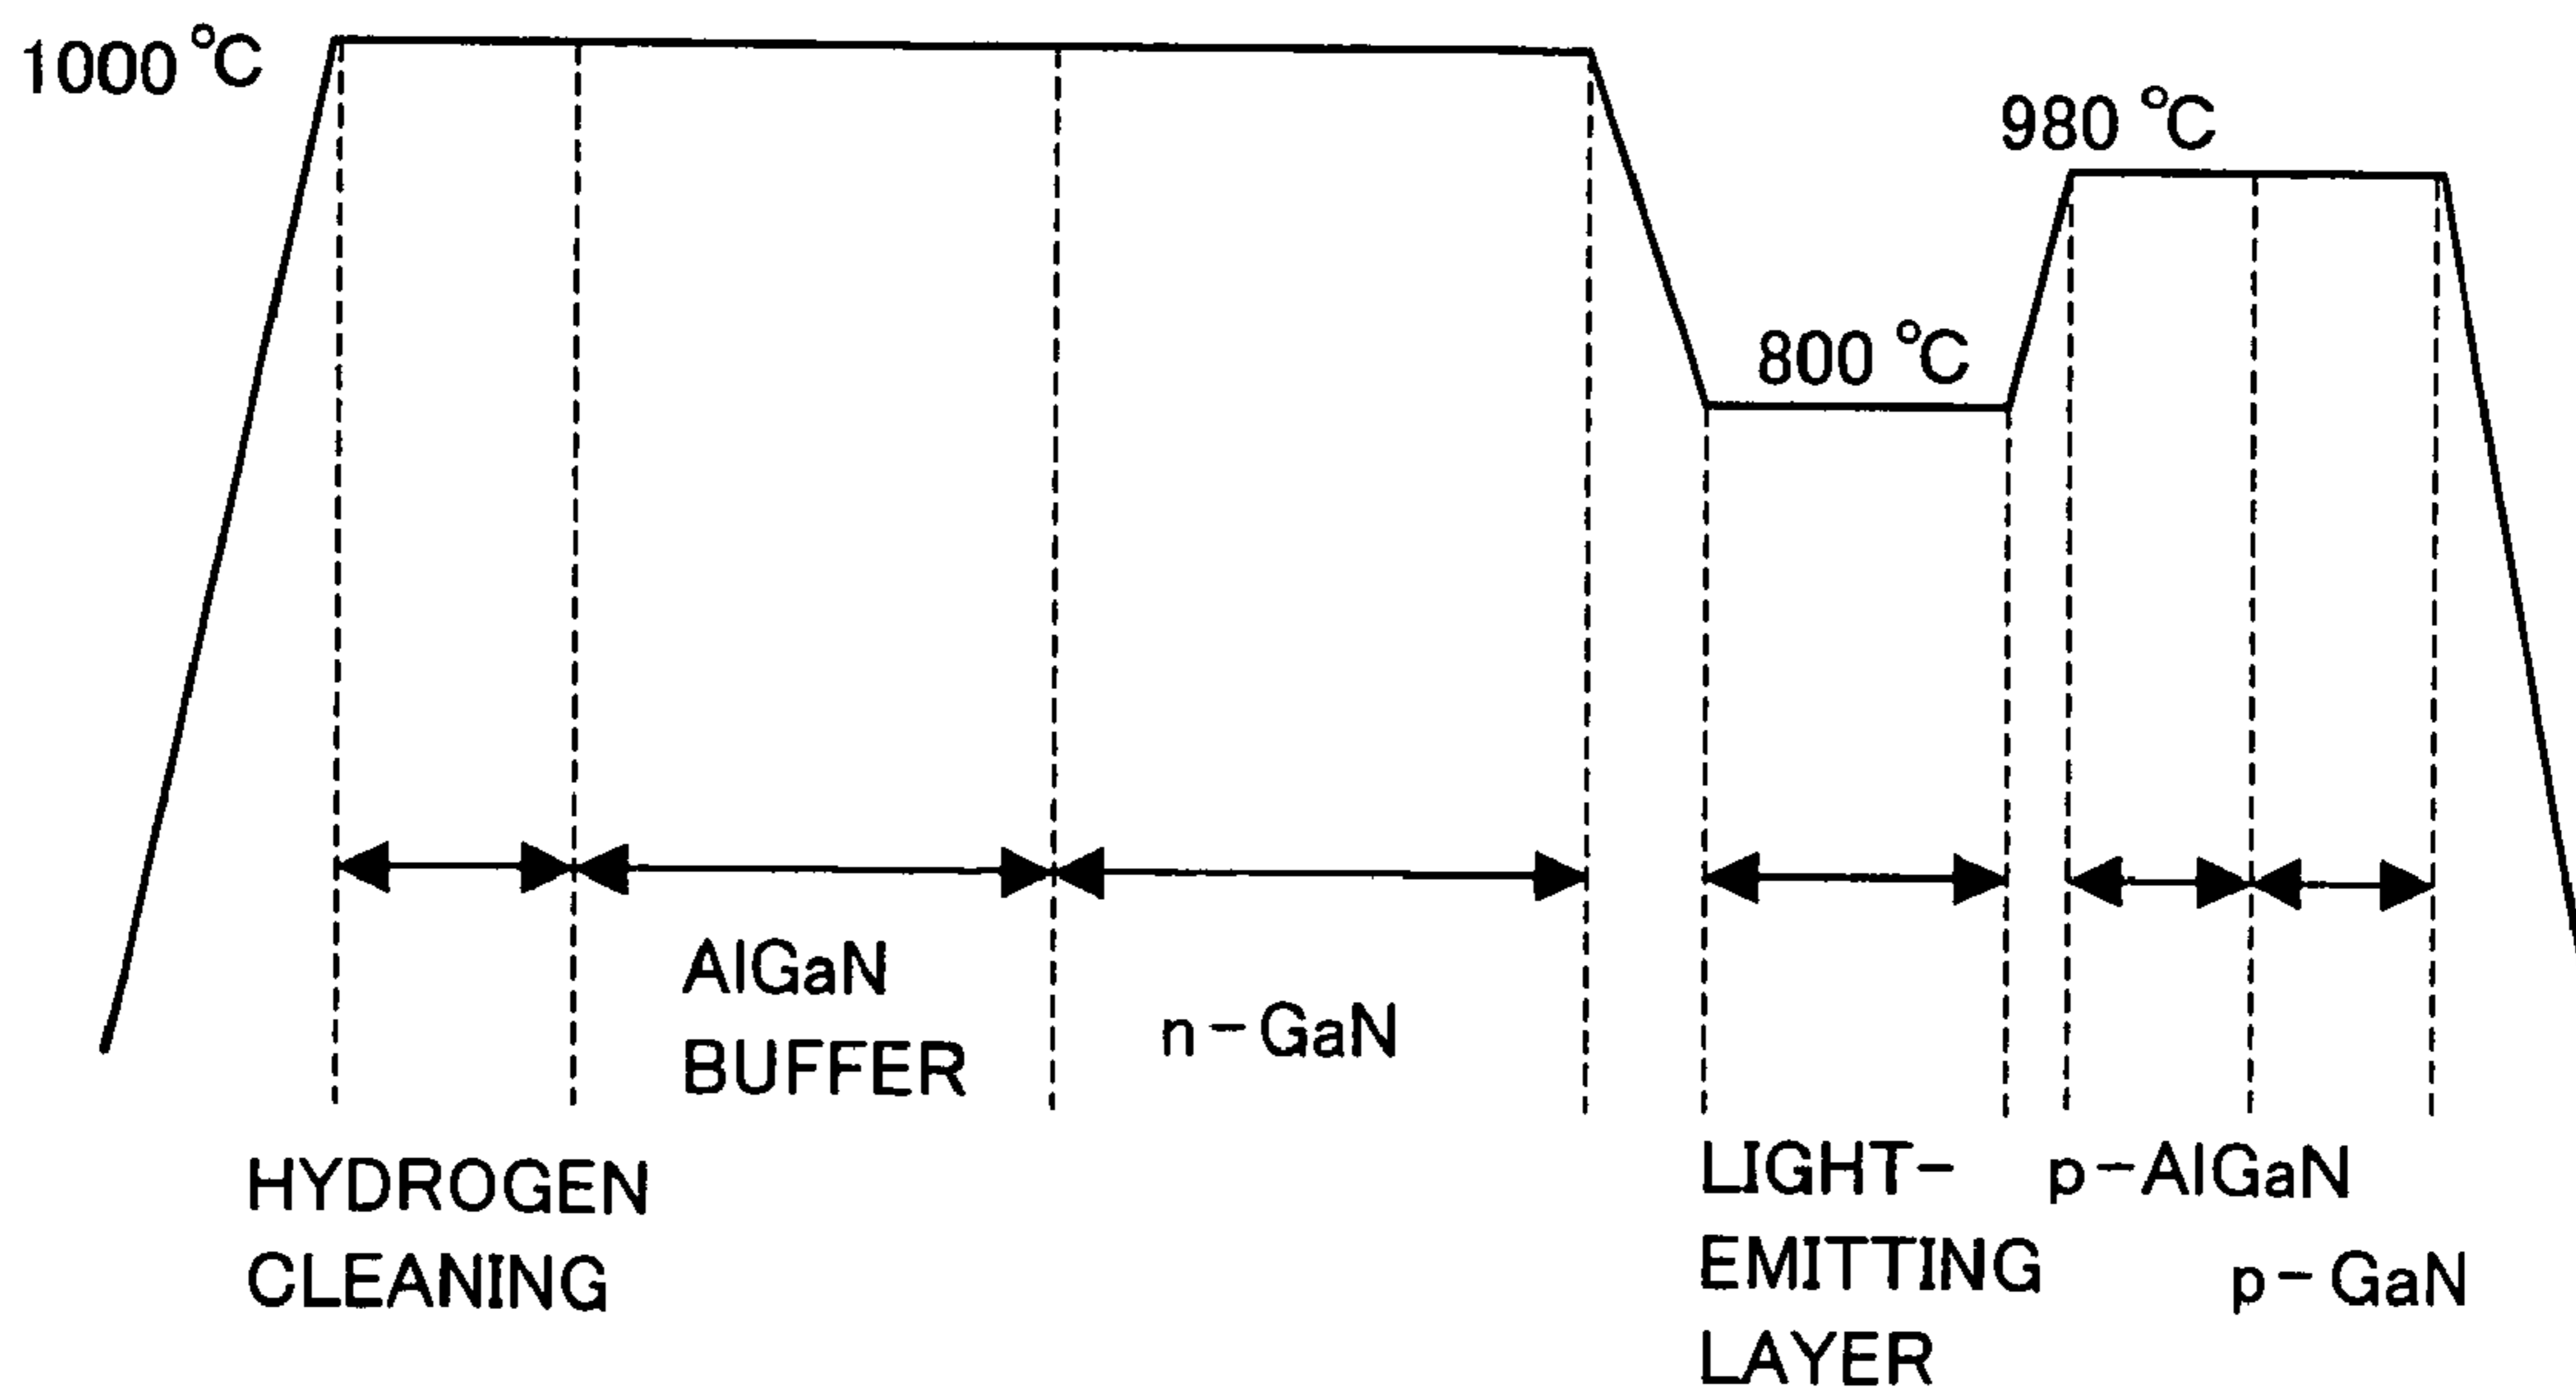 1000 °C
980 °C
800 °C
AlGaN
BUFFER
n-GaN
HYDROGEN
CLEANING
LIGHT-
EMITTING
LAYER
p-AlGaN
p-GaN